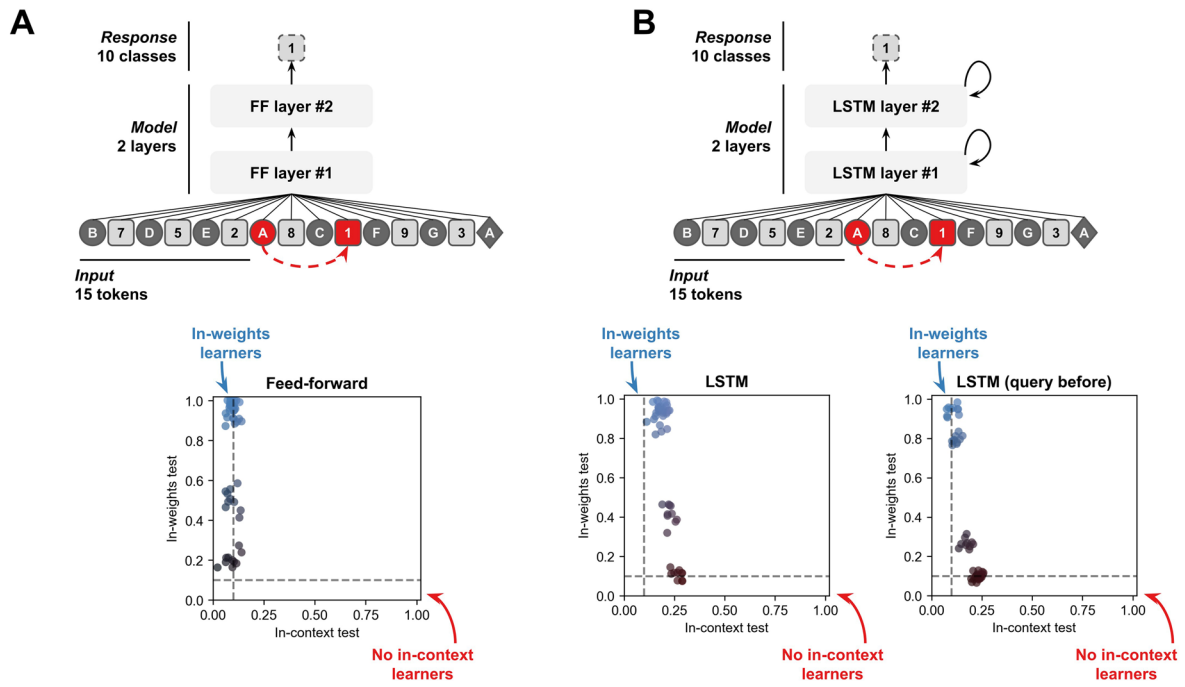 A
Response
10 classes
1
FF layer #2
Model
2 layers
FF layer #1
B 7 D 5 E 2 A 8 C 1 F 9 G 3 A
Input
15 tokens
In-weights
learners
Feed-forward
In-weights test
1.0
0.8
0.6
0.4
0.2
0.0
0.00 0.25 0.50 0.75 1.00
In-context test
No in-context
learners
B
Response
10 classes
1
LSTM layer #2
Model
2 layers
LSTM layer #1
B 7 D 5 E 2 A 8 C 1 F 9 G 3 A
Input
15 tokens
In-weights
learners
LSTM
In-weights test
1.0
0.8
0.6
0.4
0.2
0.0
0.00 0.25 0.50 0.75 1.00
In-context test
No in-context
learners
In-weights
learners
LSTM (query before)
In-weights test
1.0
0.8
0.6
0.4
0.2
0.0
0.00 0.25 0.50 0.75 1.00
In-context test
No in-context
learners